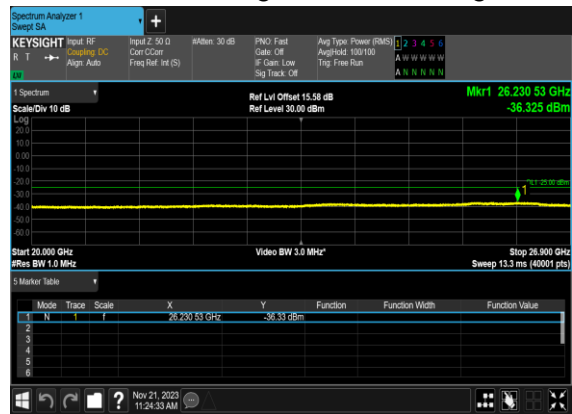 Spectrum Analyzer 1
Swept SA
+
KEYSIGHT Input: RF Input Z: 50 Ω #Atten: 30 dB PNO: Fast Avg Type: Power (RMS) 1 2 3 4 5 6
R T Coupling: DC Corr CCorr Gate: Off Avg|Hold: 100/100 A W W W W W
Align: Auto Freq Ref: Int (S) IF Gain: Low Trig: Free Run
Sig Track: Off A N N N N N
LW
1 Spectrum Ref Lvl Offset 15.58 dB Mkr1 26.230 53 GHz
Scale/Div 10 dB Ref Level 30.00 dBm -36.325 dBm
Log
20.0
10.0
0.00
-10.0
-20.0
DL1 -25.00 dBm
1
-30.0
-40.0
-50.0
-60.0
Start 20.000 GHz Video BW 3.0 MHz* Stop 26.900 GHz
#Res BW 1.0 MHz Sweep 13.3 ms (40001 pts)
5 Marker Table
Mode Trace Scale X Y Function Function Width Function Value
1 N 1 f 26.230 53 GHz -36.33 dBm
2
3
4
5
6
? Nov 21, 2023
11:24:33 AM